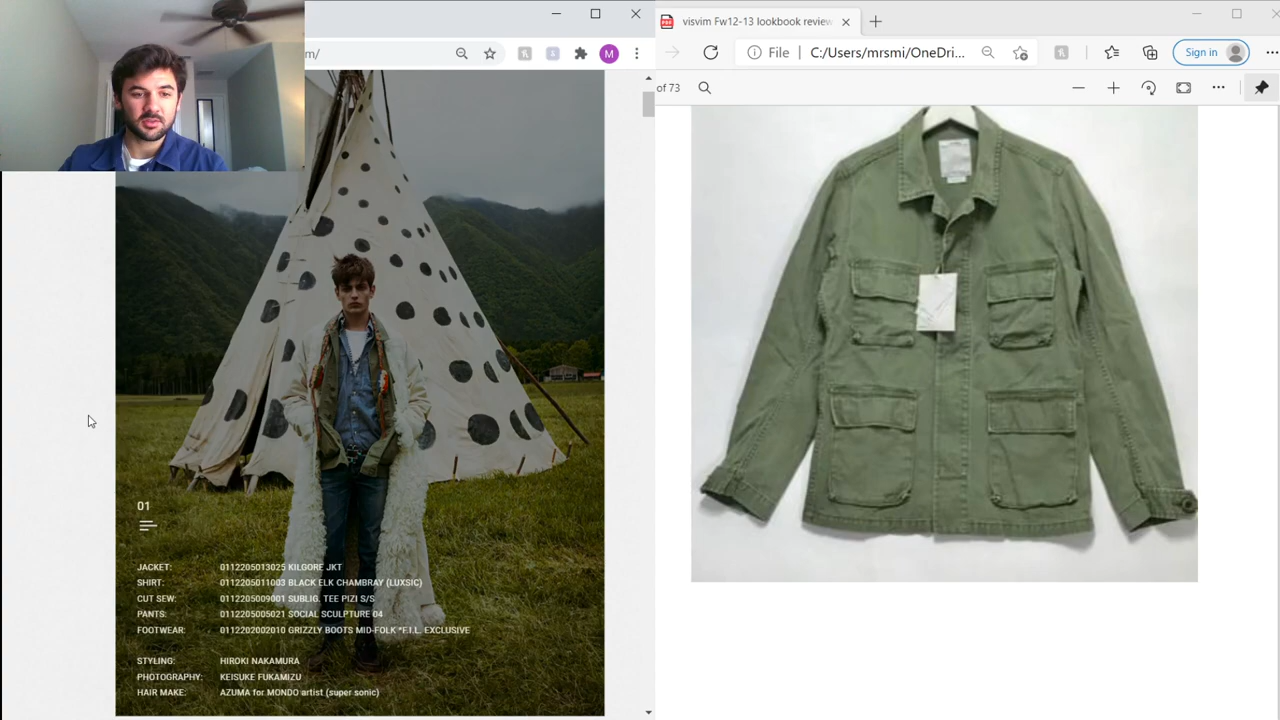 m/
M
01
JACKET: 0112205013025 KILGORE JKT
SHIRT: 0112205011003 BLACK ELK CHAMBRAY (LUXSIC)
CUT SEW: 0112205009001 SUBLIG. TEE PIZI S/S
PANTS: 0112205005021 SOCIAL SCULPTURE 04
FOOTWEAR: 0112202002010 GRIZZLY BOOTS MID-FOLK *F.I.L. EXCLUSIVE
STYLING: HIROKI NAKAMURA
PHOTOGRAPHY: KEISUKE FUKAMIZU
HAIR MAKE: AZUMA for MONDO artist (super sonic)
PDF visvim Fw12-13 lookbook review
File C:/Users/mrsmi/OneDri... Sign in
of 73